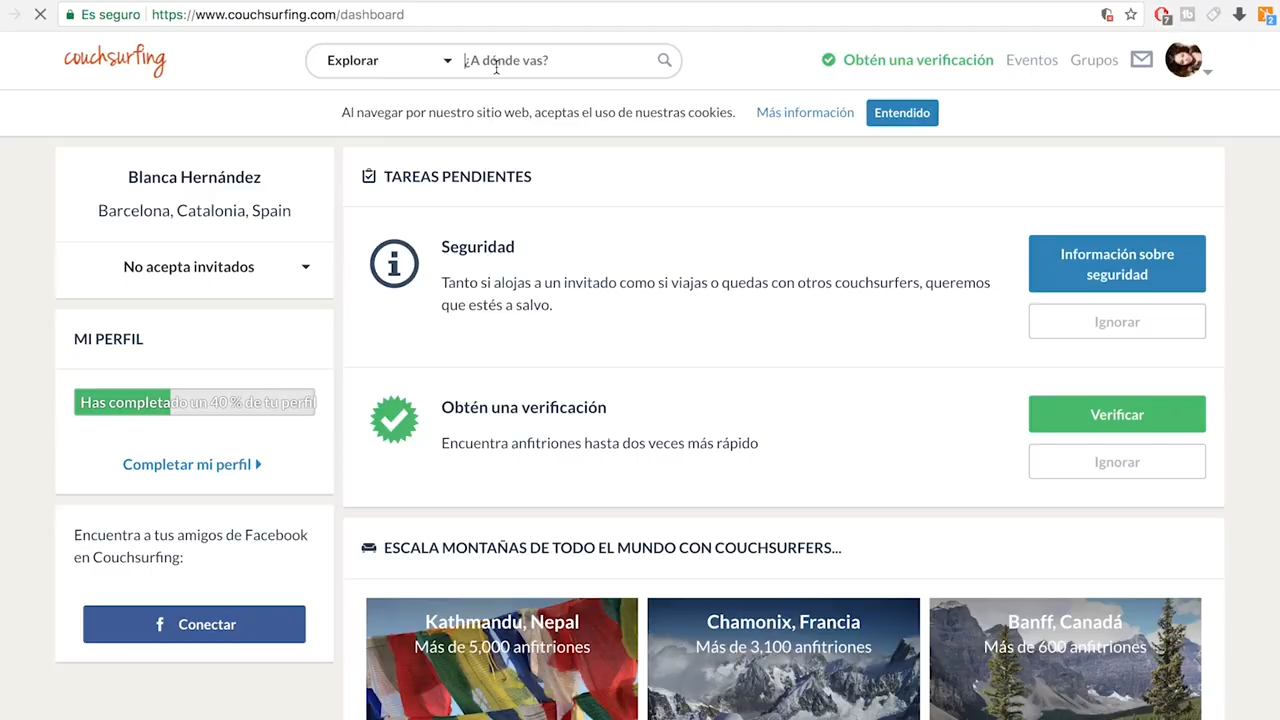 Es seguro https://www.couchsurfing.com/dashboard
7
2
couchsurfing
Explorar
¿A dónde vas?
Obtén una verificación
Eventos
Grupos
Al navegar por nuestro sitio web, aceptas el uso de nuestras cookies.
Más información
Entendido
Blanca Hernández
Barcelona, Catalonia, Spain
No acepta invitados
MI PERFIL
Has completado un 40 % de tu perfil
Completar mi perfil
Encuentra a tus amigos de Facebook
en Couchsurfing:
Conectar
TAREAS PENDIENTES
Seguridad
Tanto si alojas a un invitado como si viajas o quedas con otros couchsurfers, queremos
que estés a salvo.
Información sobre
seguridad
Ignorar
Obtén una verificación
Encuentra anfitriones hasta dos veces más rápido
Verificar
Ignorar
ESCALA MONTAÑAS DE TODO EL MUNDO CON COUCHSURFERS...
Kathmandu, Nepal
Más de 5,000 anfitriones
Chamonix, Francia
Más de 3,100 anfitriones
Banff, Canadá
Más de 600 anfitriones